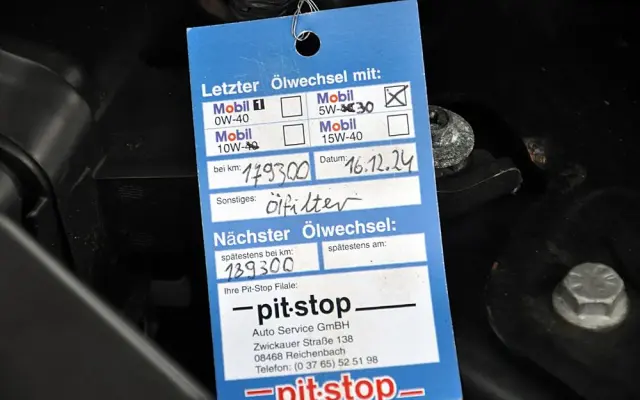 Letzter Ölwechsel mit:
Mobil 1 0W-40
Mobil 5W-30
Mobil 10W-40
Mobil 15W-40
bei km: 179300 Datum: 16.12.24
Sonstiges: Ölfilter
Nächster Ölwechsel:
spätestens bei km: spätestens am:
139300
Ihre Pit-Stop Filiale:
pit-stop
Auto Service GmbH
Zwickauer Straße 138
08468 Reichenbach
Telefon: (0 37 65) 52 51 98
pit-stop